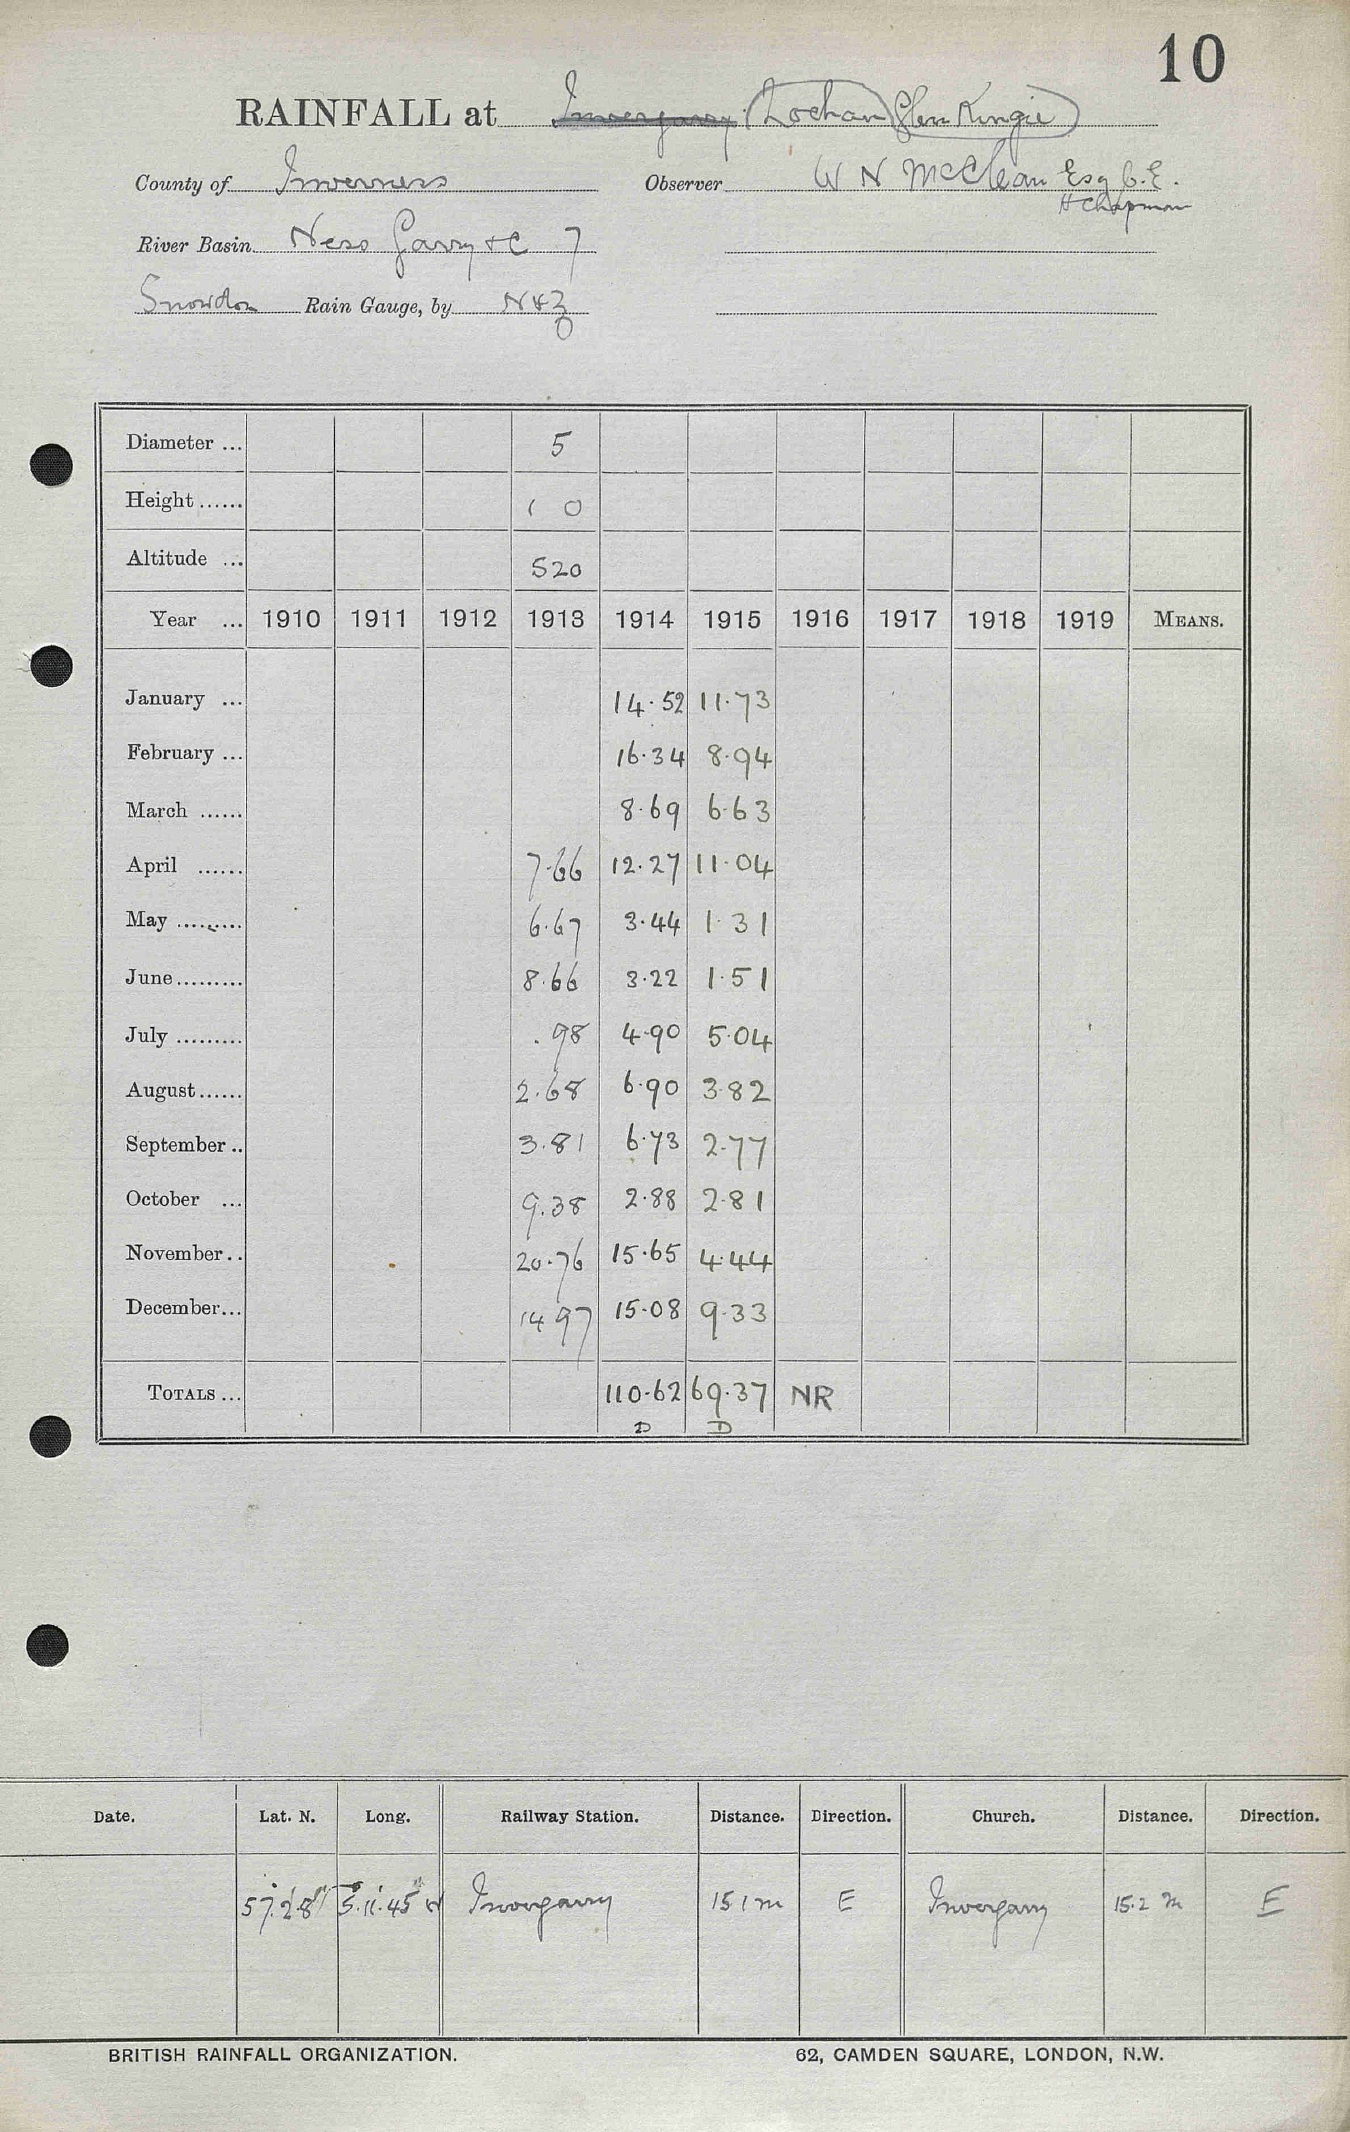 10
RAINFALL at Invergarry (Lochan) Glen Kingie
County of Inverness Observer W N McClean Esq C.E.
H Chapman
River Basin Ness Garry &c 7
Snowdon Rain Gauge, by N&Z
Diameter ... 5
Height ...... 1 0
Altitude ... 520
Year ... 1910 1911 1912 1913 1914 1915 1916 1917 1918 1919 MEANS.
January ... 14.52 11.73
February ... 16.34 8.94
March ...... 8.69 6.63
April ...... 7.66 12.27 11.04
May ......... 6.67 3.44 1.31
June ......... 8.66 3.22 1.51
July ......... .98 4.90 5.04
August ...... 2.68 6.90 3.82
September .. 3.81 6.73 2.77
October ... 9.38 2.88 2.81
November .. 20.76 15.65 4.44
December ... 14 97 15.08 9.33
TOTALS ... 110.62 69.37 NR
D D
Date. Lat. N. Long. Railway Station. Distance. Direction. Church. Distance. Direction.
57.2.8" 5.11.45 W Invergarry 15.1 m E Invergarry 15.2 m E
BRITISH RAINFALL ORGANIZATION. 62, CAMDEN SQUARE, LONDON, N.W.